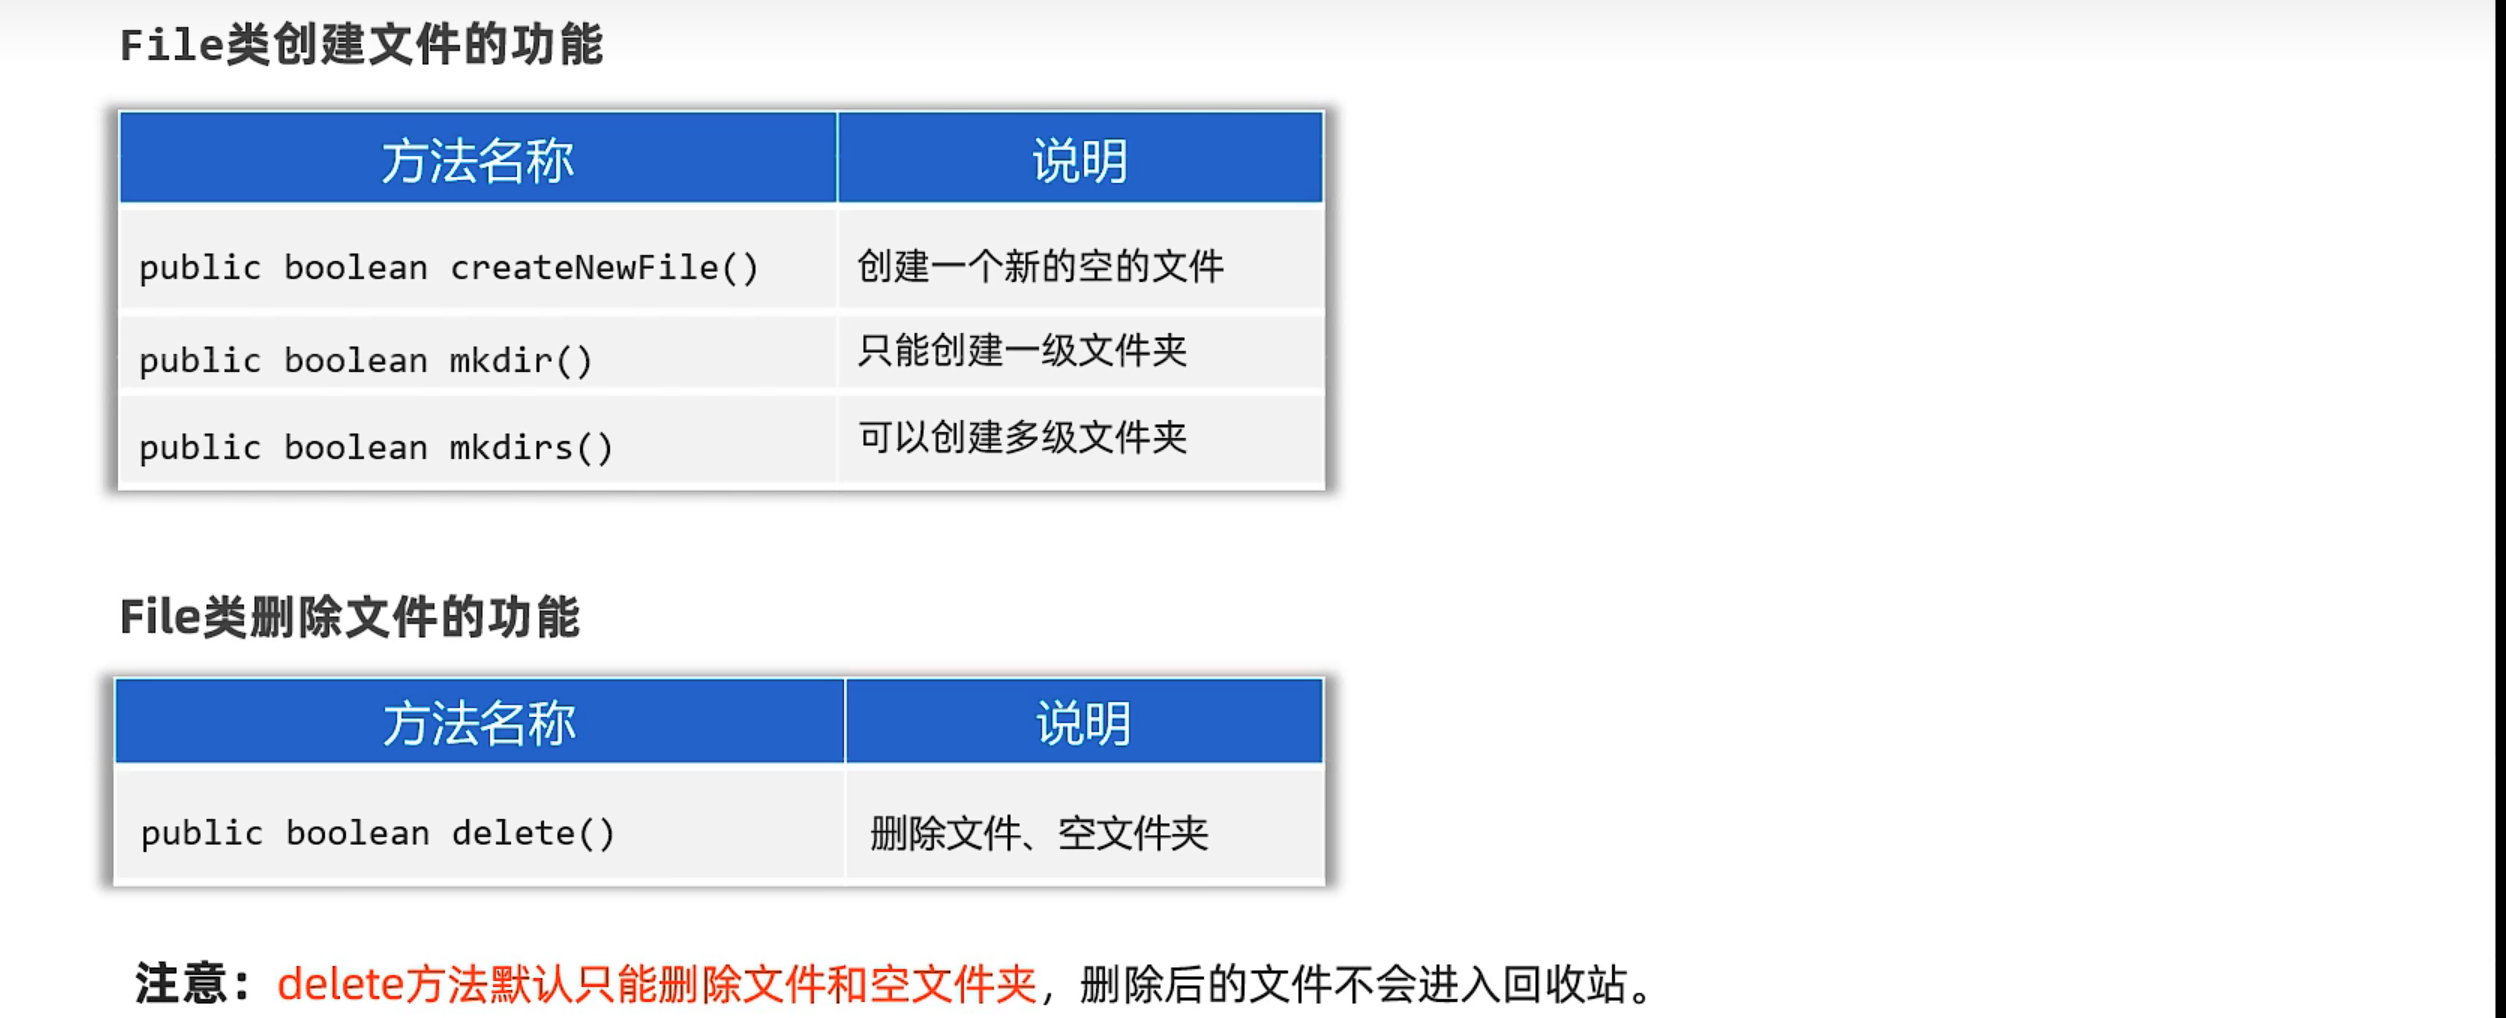 File类创建文件的功能
方法名称 说明
public boolean createNewFile() 创建一个新的空的文件
public boolean mkdir() 只能创建一级文件夹
public boolean mkdirs() 可以创建多级文件夹
File类删除文件的功能
方法名称 说明
public boolean delete() 删除文件、空文件夹
注意：delete方法默认只能删除文件和空文件夹，删除后的文件不会进入回收站。